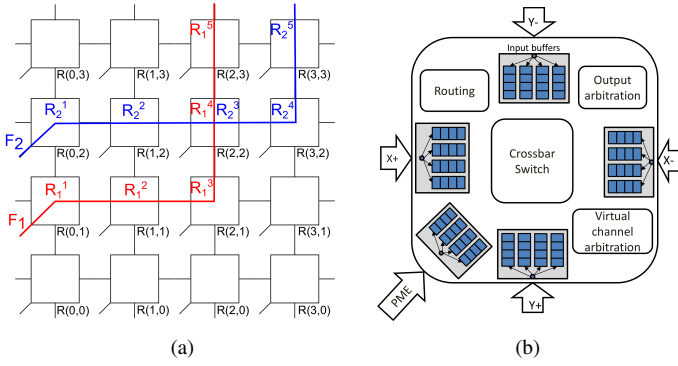 R₁⁵ R₂⁵
R(0,3) R(1,3) R(2,3) R(3,3)
R₂¹ R₂² R₁⁴ R₂³ R₂⁴
F₂
R(0,2) R(1,2) R(2,2) R(3,2)
R₁¹ R₁² R₁³
F₁
R(0,1) R(1,1) R(2,1) R(3,1)
R(0,0) R(1,0) R(2,0) R(3,0)
(a)
Y-
Input buffers
Routing
Output
arbitration
X+
Crossbar
Switch
X-
Virtual
channel
arbitration
PME
Y+
(b)